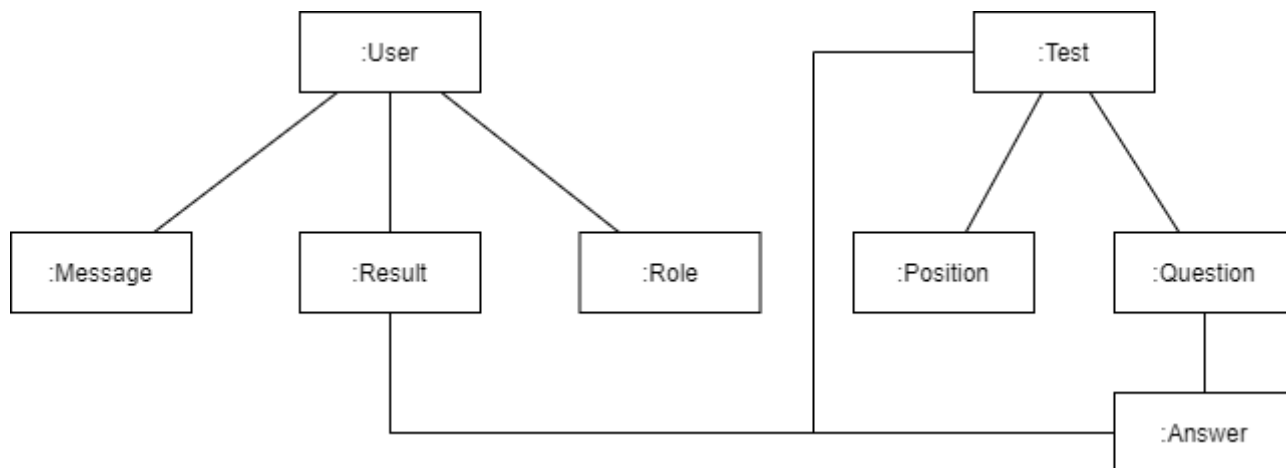 :User
:Test
:Message
:Result
:Role
:Position
:Question
:Answer